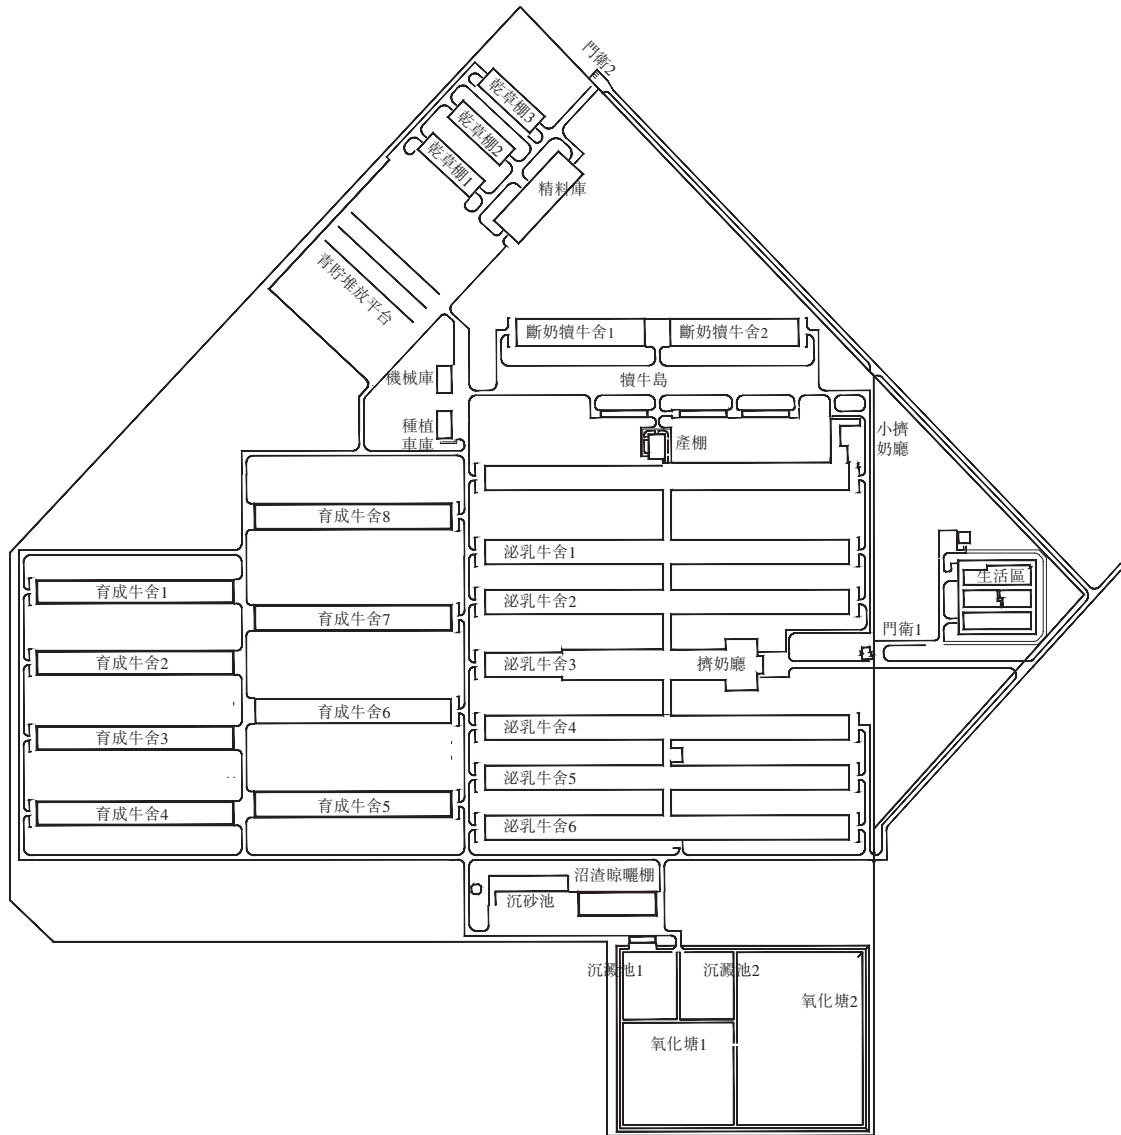 門衛2
乾草棚3
乾草棚2
乾草棚1
精料庫
青貯堆放平台
斷奶犢牛舍1
斷奶犢牛舍2
機械庫
犢牛島
種植
車庫
產棚
小擠
奶廳
育成牛舍8
泌乳牛舍1
生活區
育成牛舍1
泌乳牛舍2
育成牛舍7
門衛1
育成牛舍2
泌乳牛舍3
擠奶廳
育成牛舍6
泌乳牛舍4
育成牛舍3
泌乳牛舍5
育成牛舍5
育成牛舍4
泌乳牛舍6
沼渣晾曬棚
沉砂池
沉澱池1
沉澱池2
氧化塘2
氧化塘1